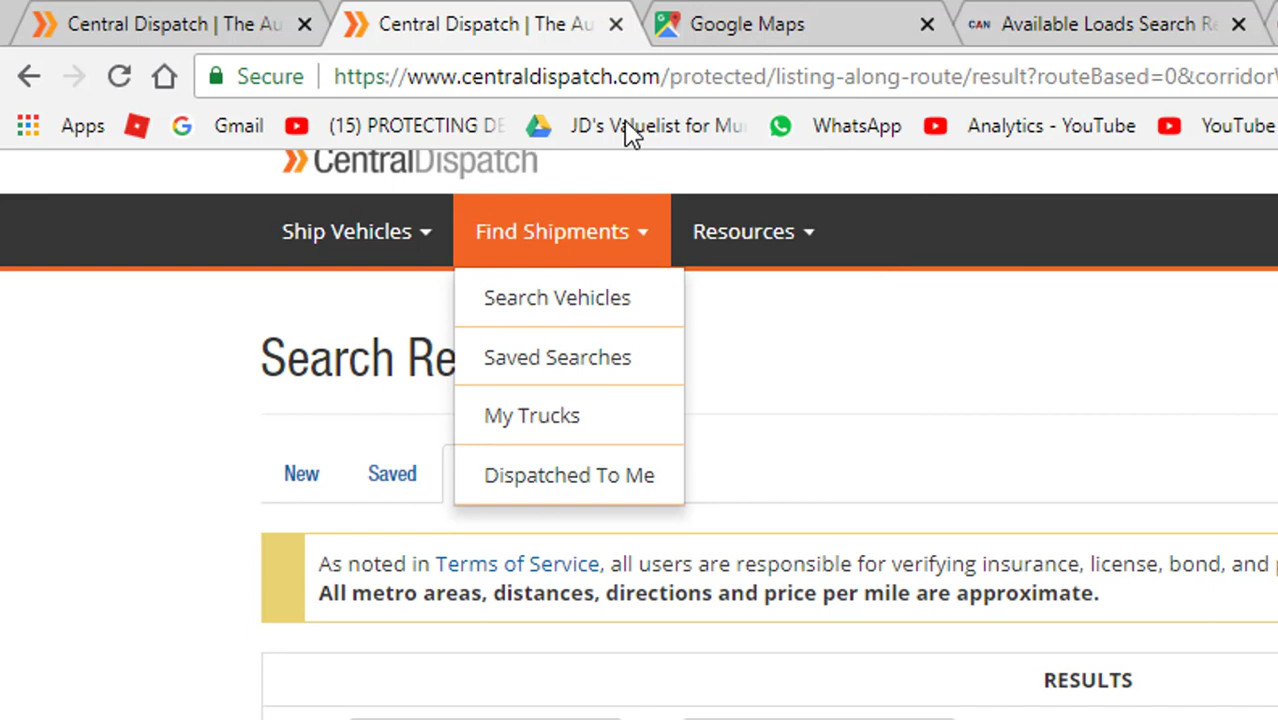 Central Dispatch | The Au
Central Dispatch | The Au
Google Maps
CAN Available Loads Search Re
Secure
https://www.centraldispatch.com/protected/listing-along-route/result?routeBased=0&corridorW
Apps
Gmail
(15) PROTECTING DE
JD's Valuelist for Mur
WhatsApp
Analytics - YouTube
YouTube
CentralDispatch
Ship Vehicles
Find Shipments
Resources
Search Vehicles
Saved Searches
My Trucks
Dispatched To Me
Search Re
New
Saved
As noted in Terms of Service, all users are responsible for verifying insurance, license, bond, and p
All metro areas, distances, directions and price per mile are approximate.
RESULTS